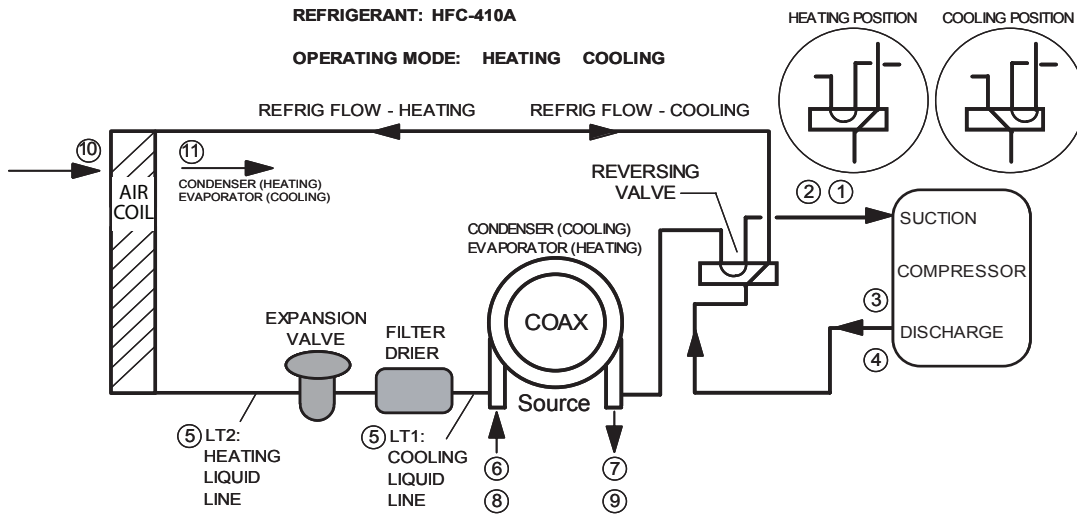 REFRIGERANT: HFC-410A
OPERATING MODE: HEATING COOLING
HEATING POSITION
COOLING POSITION
REFRIG FLOW - HEATING
REFRIG FLOW - COOLING
10
11
CONDENSER (HEATING)
EVAPORATOR (COOLING)
AIR
COIL
REVERSING
VALVE
2
1
SUCTION
COMPRESSOR
3
DISCHARGE
4
CONDENSER (COOLING)
EVAPORATOR (HEATING)
COAX
Source
EXPANSION
VALVE
FILTER
DRIER
5 LT2:
HEATING
LIQUID
LINE
5 LT1:
COOLING
LIQUID
LINE
6
8
7
9